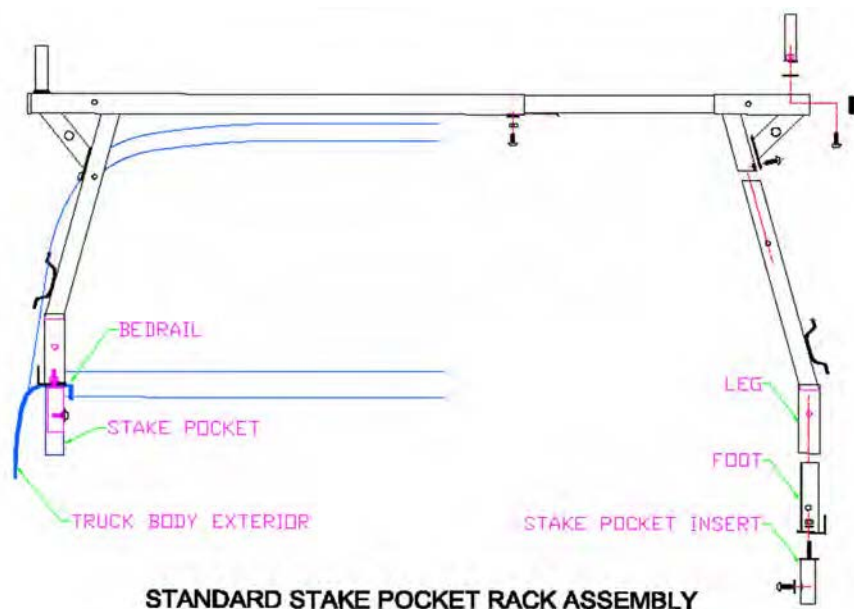 BEDRAIL
STAKE POCKET
TRUCK BODY EXTERIOR
LEG
FOOT
STAKE POCKET INSERT
STANDARD STAKE POCKET RACK ASSEMBLY